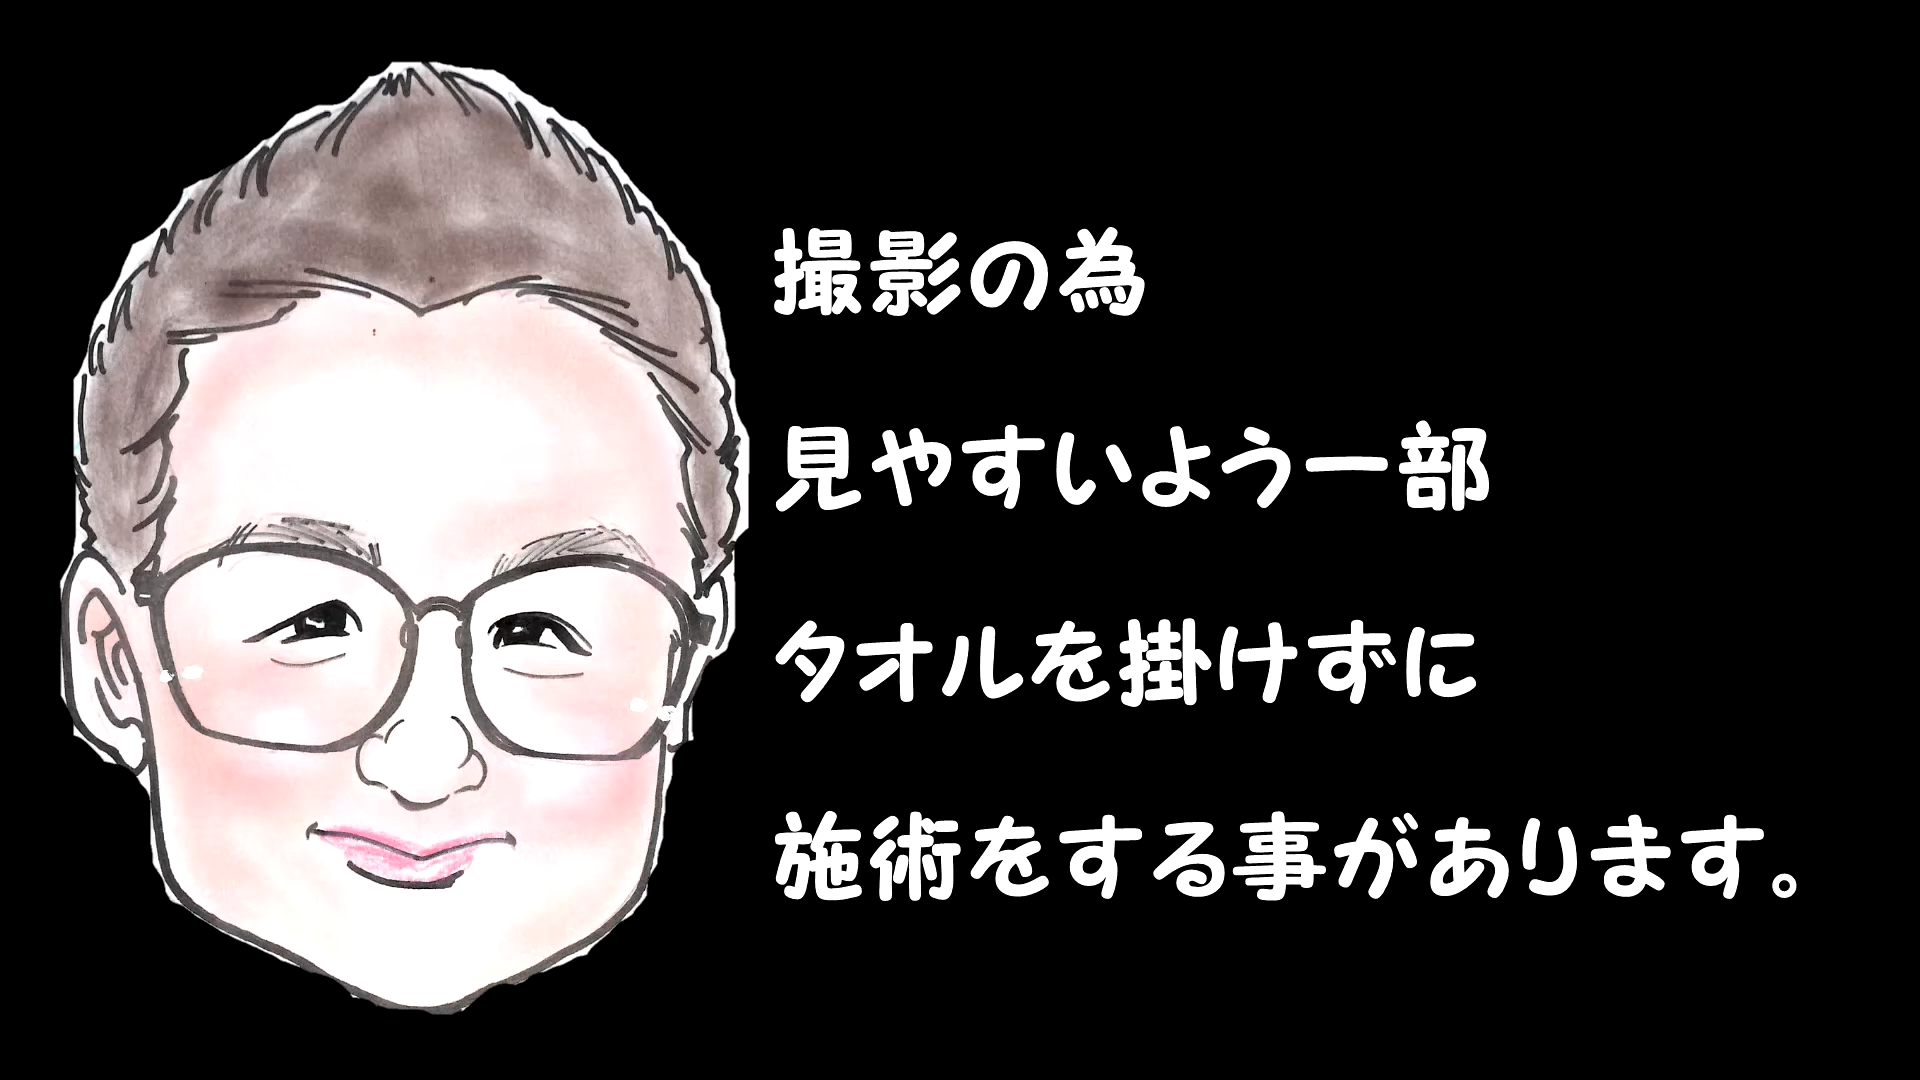 撮影の為
見やすいよう一部
タオルを掛けずに
施術をする事があります。